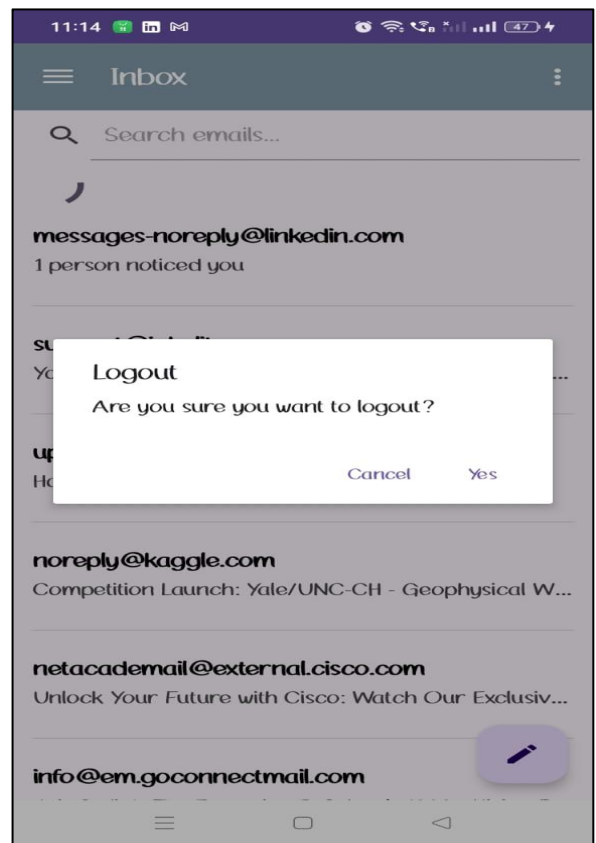 11:14 47
Inbox
Search emails...
messages-noreply@linkedin.com
1 person noticed you
Logout
Are you sure you want to logout?
Cancel Yes
noreply@kaggle.com
Competition Launch: Yale/UNC-CH - Geophysical W...
netacademail@external.cisco.com
Unlock Your Future with Cisco: Watch Our Exclusiv...
info@em.goconnectmail.com